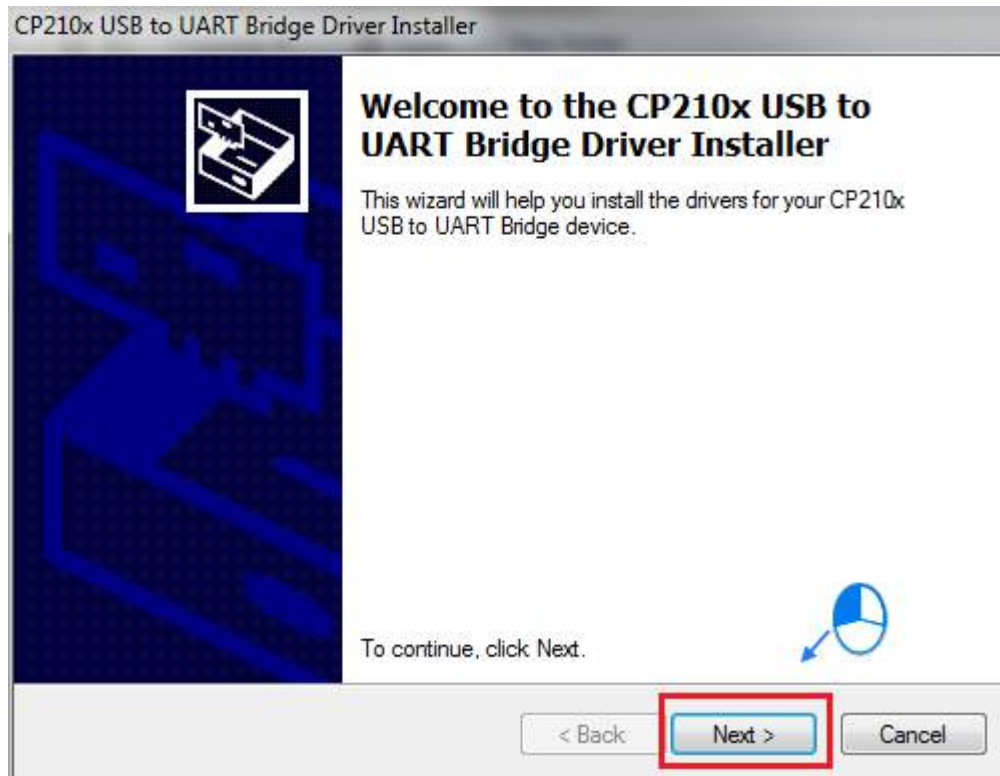 CP210x USB to UART Bridge Driver Installer
Welcome to the CP210x USB to
UART Bridge Driver Installer
This wizard will help you install the drivers for your CP210x
USB to UART Bridge device.
To continue, click Next.
< Back
Next >
Cancel